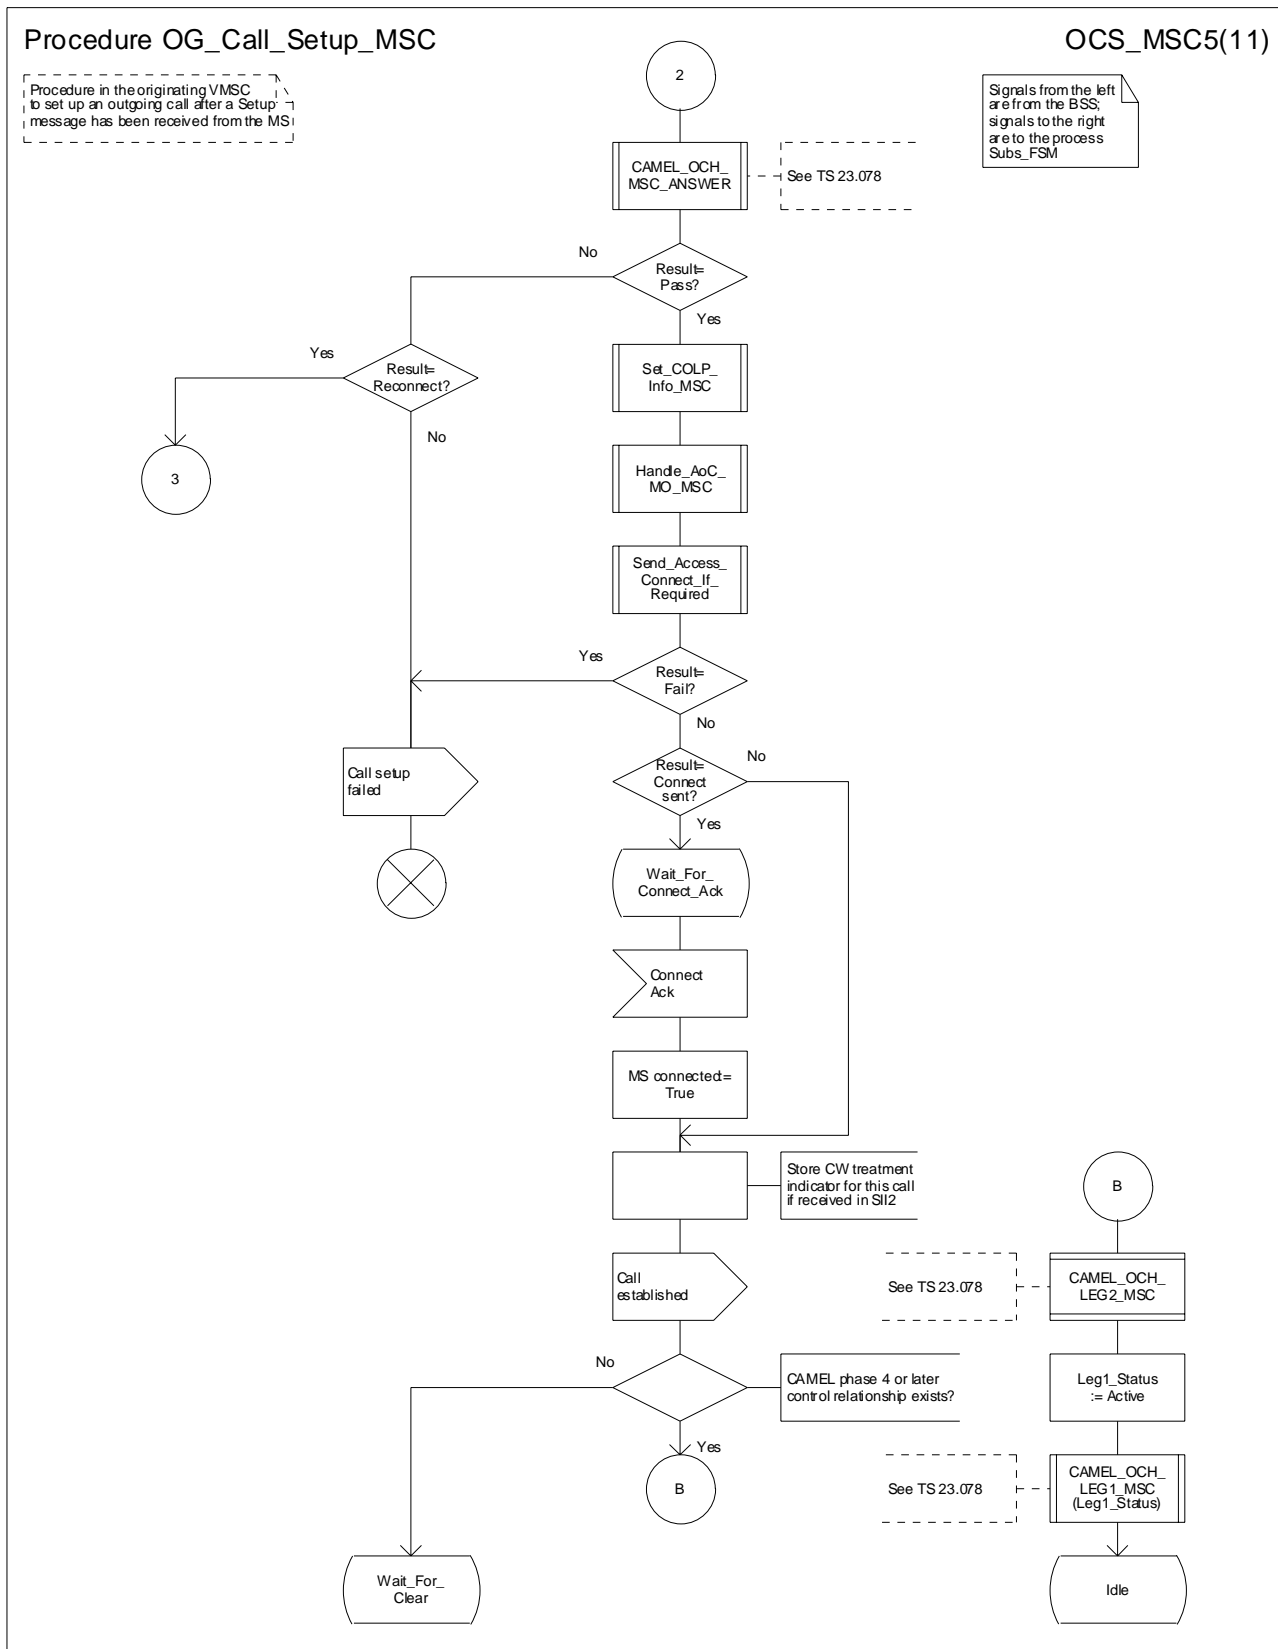 Procedure OG_Call_Setup_MSC
OCS_MSC5(11)
Procedure in the originating VMSC
to set up an outgoing call after a Setup
message has been received from the MS
2
Signals from the left
are from the BSS;
signals to the right
are to the process
Subs_FSM
CAMEL_OCH_
MSC_ANSWER
See TS 23.078
No
Result=
Pass?
Yes
Yes
Result=
Reconnect?
Set_COLP_
Info_MSC
No
3
Handle_AoC_
MO_MSC
Send_Access_
Connect_If_
Required
Yes
Result=
Fail?
No
Call setup
failed
Result=
Connect
sent?
No
Yes
Wait_For_
Connect_Ack
Connect
Ack
MS connected:=
True
Store CW treatment
indicator for this call
if received in SII2
B
Call
established
See TS 23.078
CAMEL_OCH_
LEG2_MSC
No
CAMEL phase 4 or later
control relationship exists?
Leg1_Status
:= Active
Yes
B
See TS 23.078
CAMEL_OCH_
LEG1_MSC
(Leg1_Status)
Wait_For_
Clear
Idle